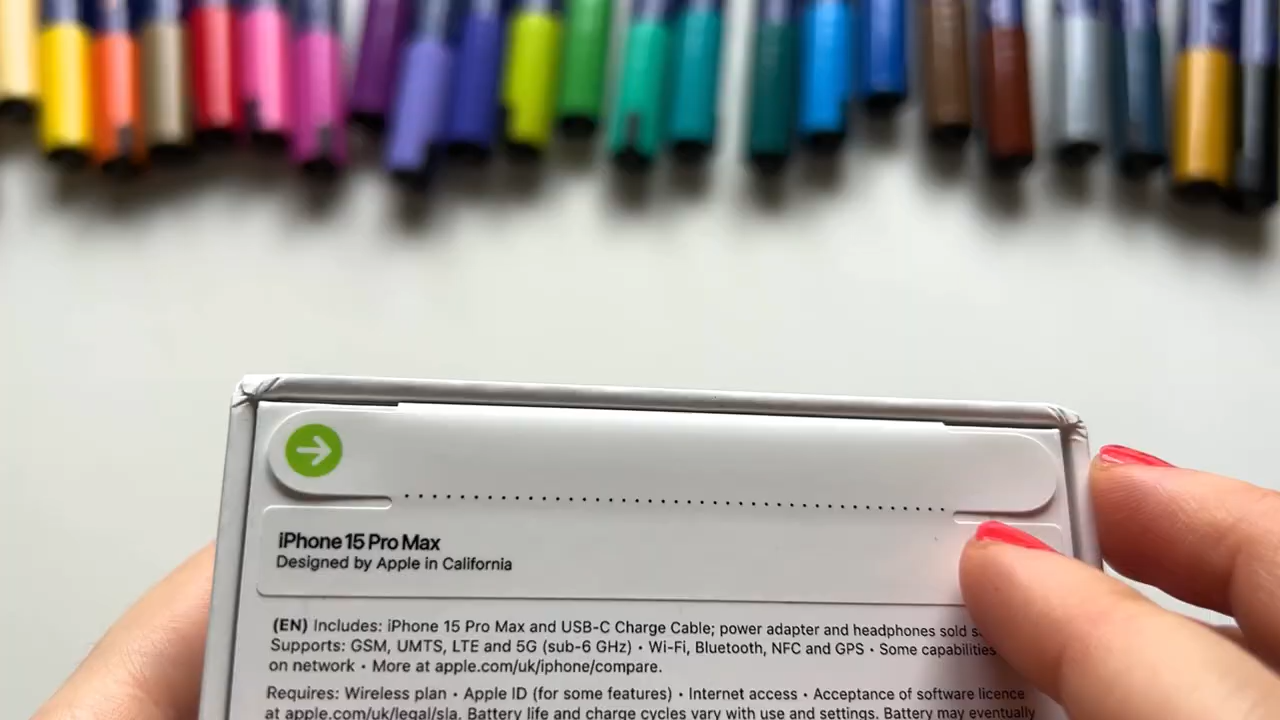 iPhone 15 Pro Max
Designed by Apple in California
(EN) Includes: iPhone 15 Pro Max and USB-C Charge Cable; power adapter and headphones sold
Supports: GSM, UMTS, LTE and 5G (sub-6 GHz) • Wi-Fi, Bluetooth, NFC and GPS • Some capabilities
on network • More at apple.com/uk/iphone/compare.
Requires: Wireless plan • Apple ID (for some features) • Internet access • Acceptance of software licence
at apple.com/uk/legal/sla. Battery life and charge cycles vary with use and settings. Battery may eventually